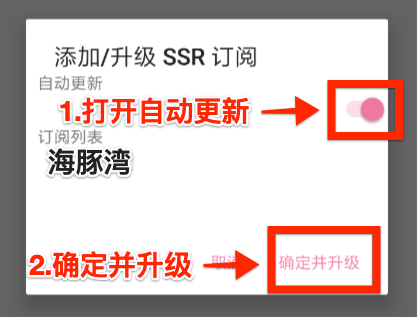 添加/升级 SSR 订阅
自动更新
1.打开自动更新
订阅列表
海豚湾
2.确定并升级
取消
确定并升级